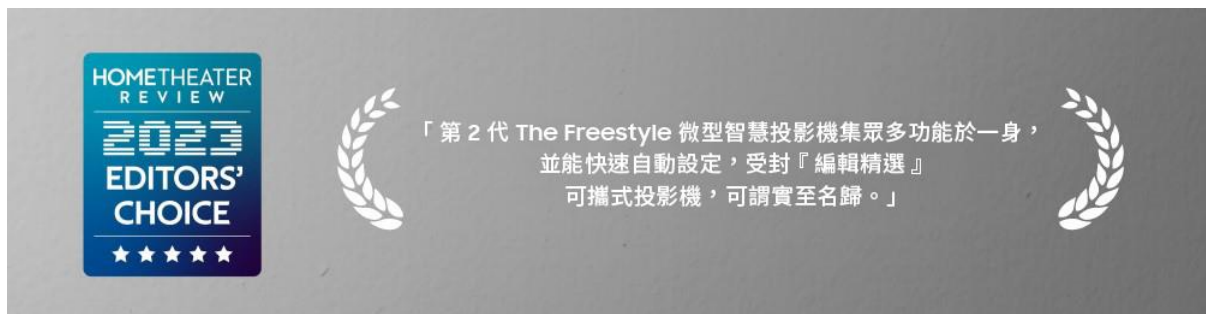 HOMETHEATER
REVIEW
2023
EDITORS'
CHOICE
「 第 2 代 The Freestyle 微型智慧投影機集眾多功能於一身，
並能快速自動設定，受封『 編輯精選 』
可攜式投影機，可謂實至名歸。」